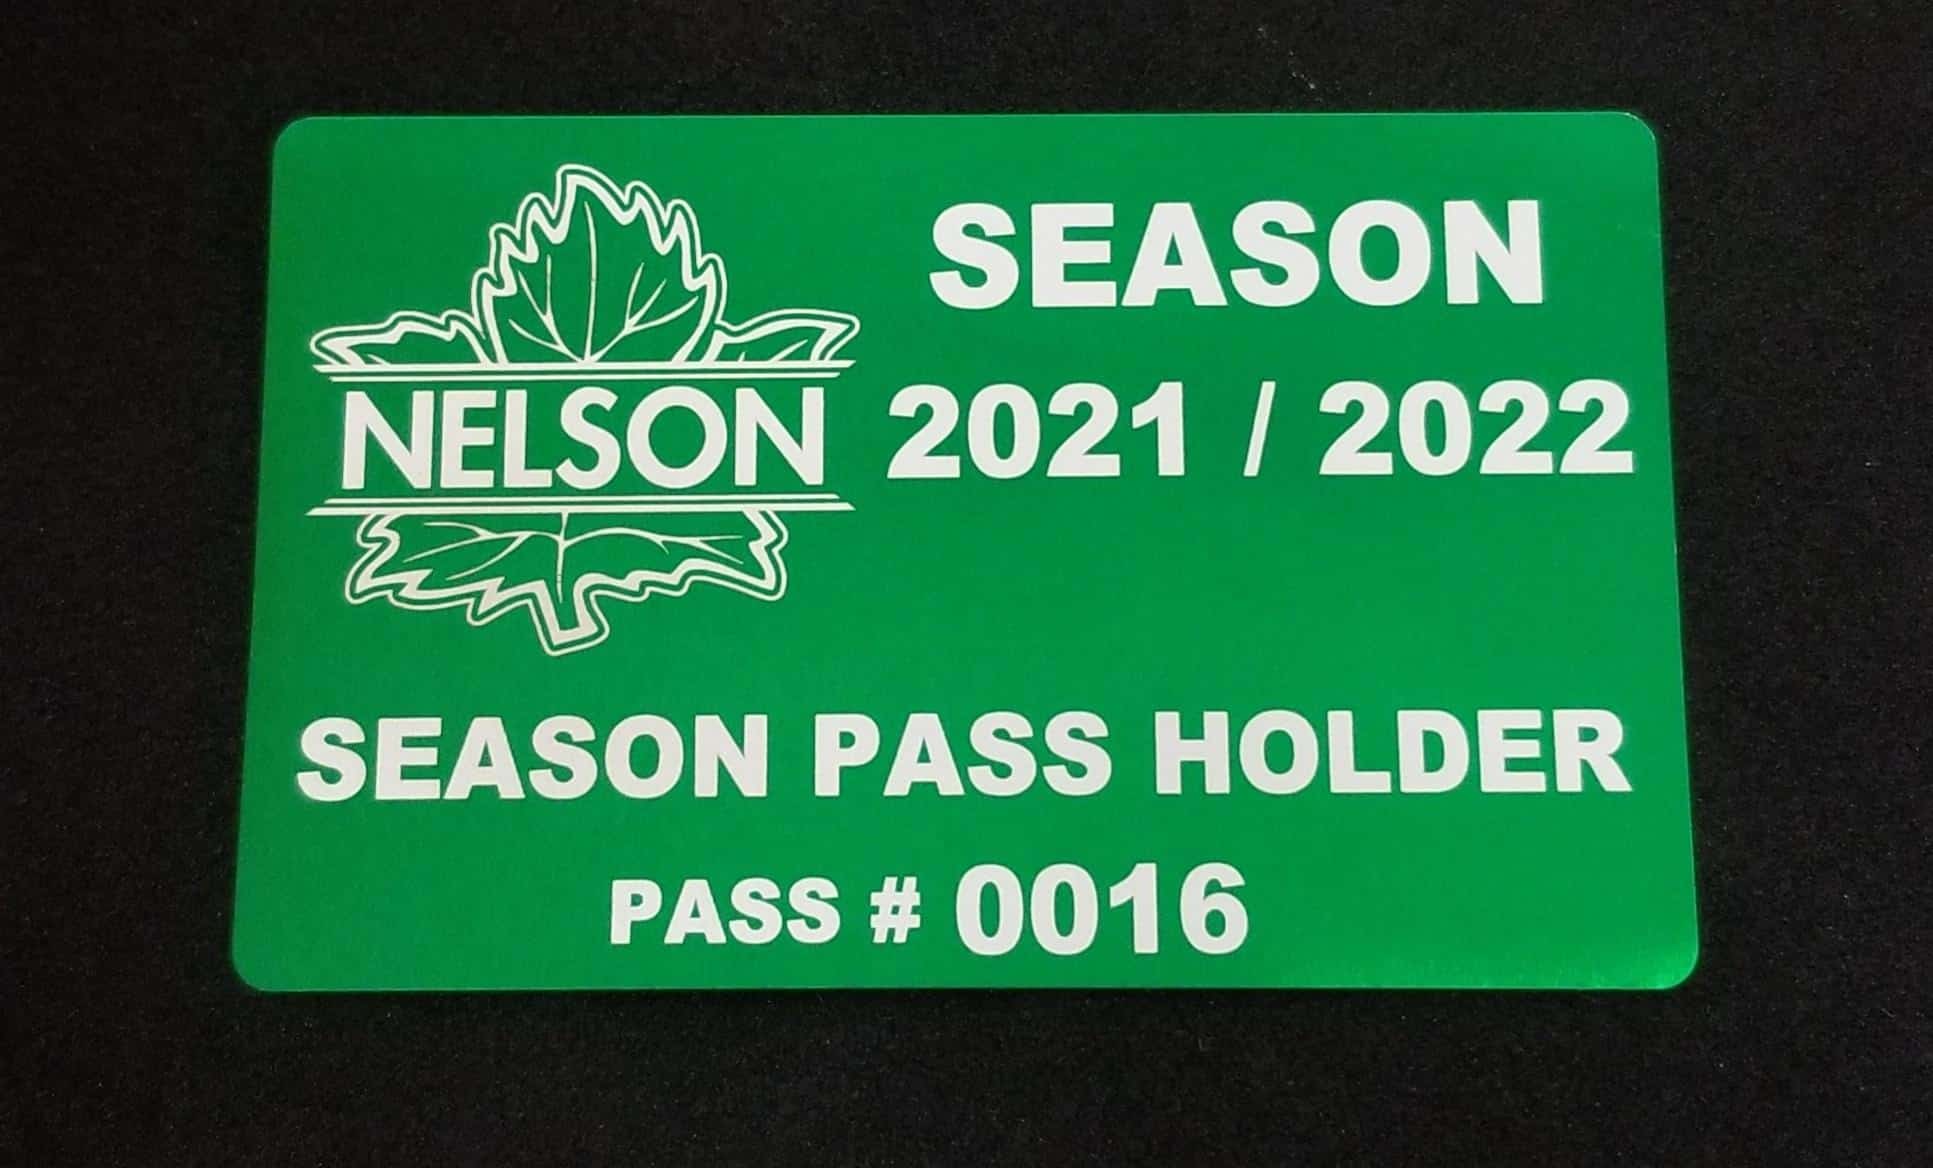 NELSON
SEASON
2021 / 2022
SEASON PASS HOLDER
PASS # 0016